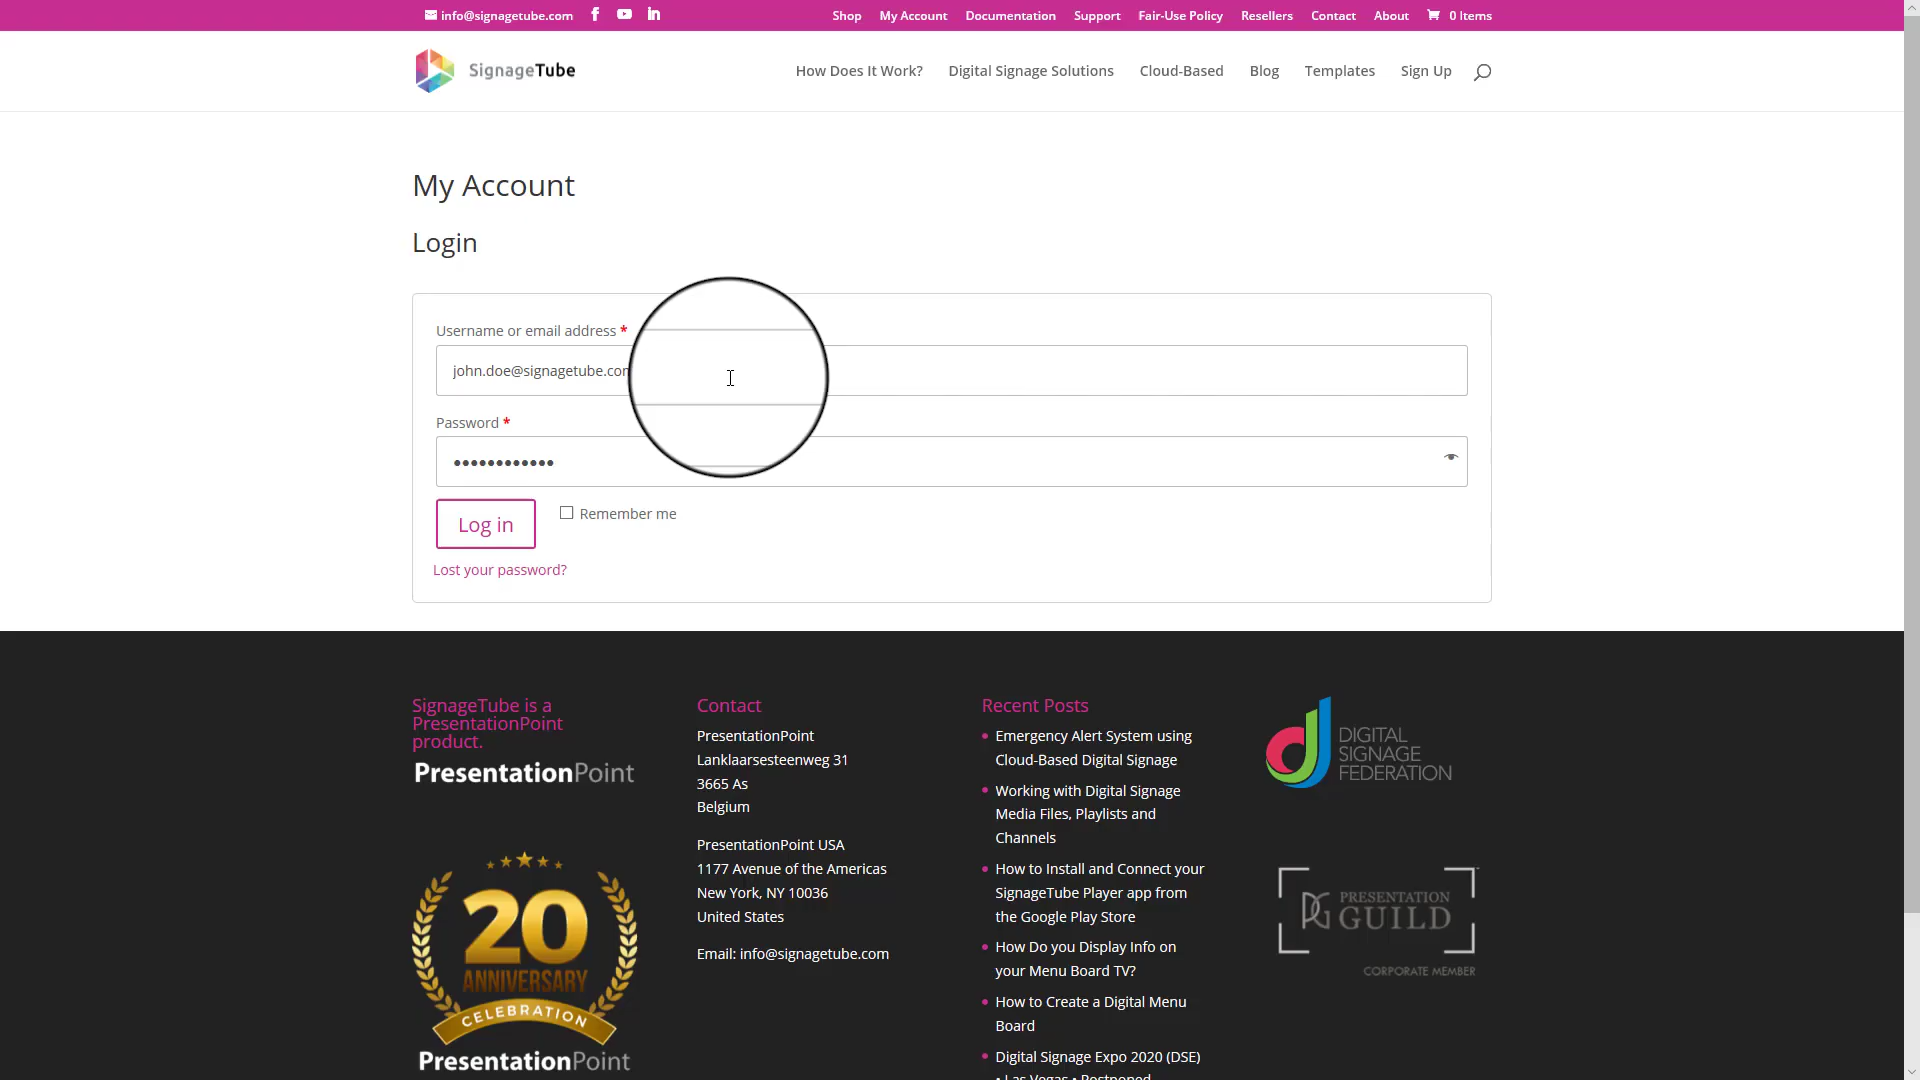 info@signagetube.com
Shop My Account Documentation Support Fair-Use Policy Resellers Contact About 0 Items
SignageTube
How Does It Work? Digital Signage Solutions Cloud-Based Blog Templates Sign Up
My Account
Login
Username or email address *
john.doe@signagetube.com
Password *
Log in
Remember me
Lost your password?
SignageTube is a
PresentationPoint
product.
PresentationPoint
20
ANNIVERSARY
CELEBRATION
PresentationPoint
Contact
PresentationPoint
Lanklaarsesteenweg 31
3665 As
Belgium
PresentationPoint USA
1177 Avenue of the Americas
New York, NY 10036
United States
Email: info@signagetube.com
Recent Posts
Emergency Alert System using
Cloud-Based Digital Signage
Working with Digital Signage
Media Files, Playlists and
Channels
How to Install and Connect your
SignageTube Player app from
the Google Play Store
How Do you Display Info on
your Menu Board TV?
How to Create a Digital Menu
Board
Digital Signage Expo 2020 (DSE)
• Las Vegas • Postponed
DIGITAL
SIGNAGE
FEDERATION
PG PRESENTATION
GUILD
CORPORATE MEMBER